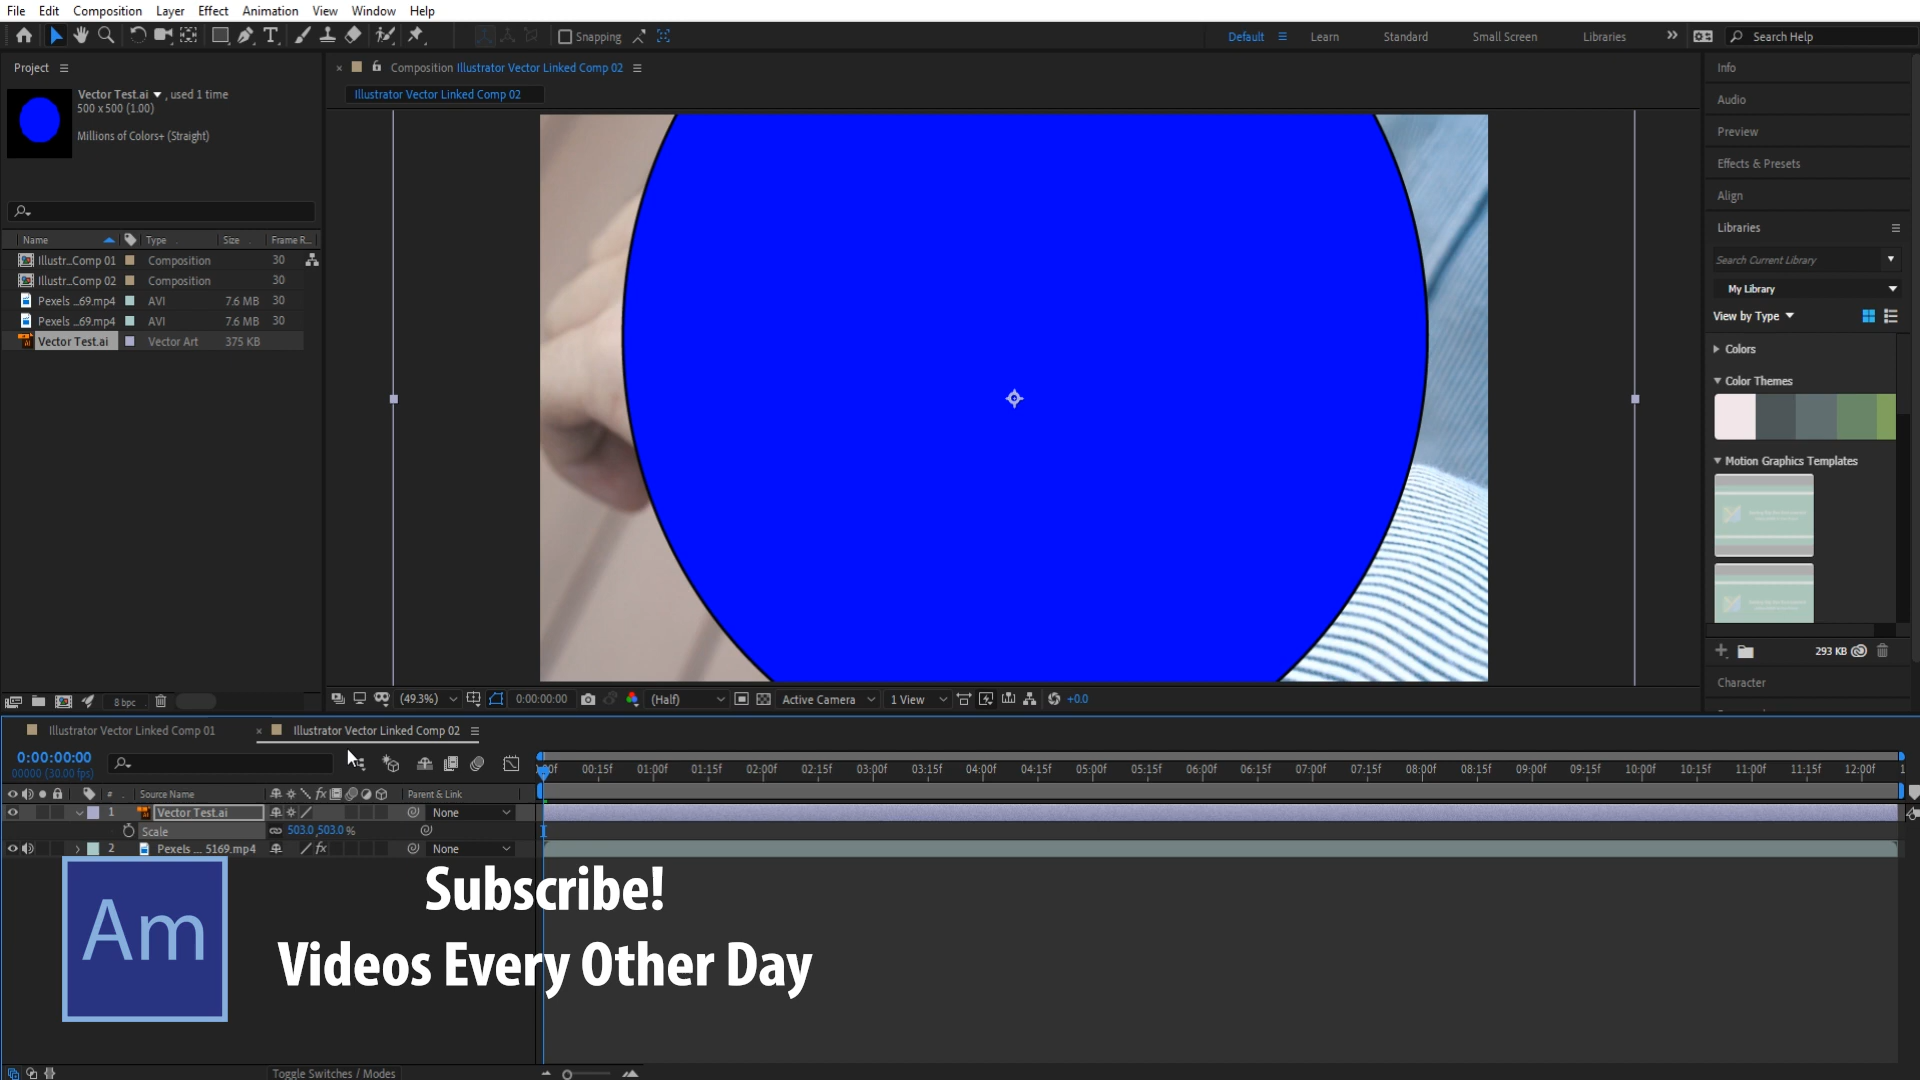 File Edit Composition Layer Effect Animation View Window Help
Snapping Default Learn Standard Small Screen Libraries Search Help
Project
Vector Test.ai , used 1 time
500 x 500 (1.00)
Millions of Colors+ (Straight)
Name Type Size Frame R...
Illustr...Comp 01 Composition 30
Illustr...Comp 02 Composition 30
Pexels ...69.mp4 AVI 7.6 MB 30
Pexels ...69.mp4 AVI 7.6 MB 30
Vector Test.ai Vector Art 375 KB
8 bpc
Composition Illustrator Vector Linked Comp 02
Illustrator Vector Linked Comp 02
(49.3%) 0:00:00:00 (Half) Active Camera 1 View +0.0
Info
Audio
Preview
Effects & Presets
Align
Libraries
Search Current Library
My Library
View by Type
Colors
Color Themes
Motion Graphics Templates
293 KB
Character
Illustrator Vector Linked Comp 01 Illustrator Vector Linked Comp 02
0:00:00:00
00000 (30.00 fps)
00:15f 01:00f 01:15f 02:00f 02:15f 03:00f 03:15f 04:00f 04:15f 05:00f 05:15f 06:00f 06:15f 07:00f 07:15f 08:00f 08:15f 09:00f 09:15f 10:00f 10:15f 11:00f 11:15f 12:00f
# Source Name Parent & Link
1 Vector Test.ai None
Scale 503.0,503.0 %
2 Pexels ... 5169.mp4 None
Am
Subscribe!
Videos Every Other Day
Toggle Switches / Modes